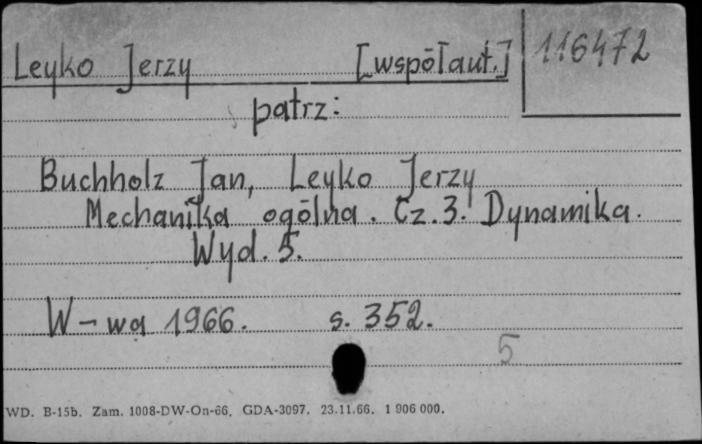 Leyko Jerzy [współaut.] 116472
patrz:
Buchholz Jan, Leyko Jerzy
Mechanika ogólna. Cz. 3. Dynamika.
Wyd. 5.
W-wa 1966. s. 352.
5
WD. B-15b. Zam. 1008-DW-On-66. GDA-3097. 23.11.66. 1 906 000.